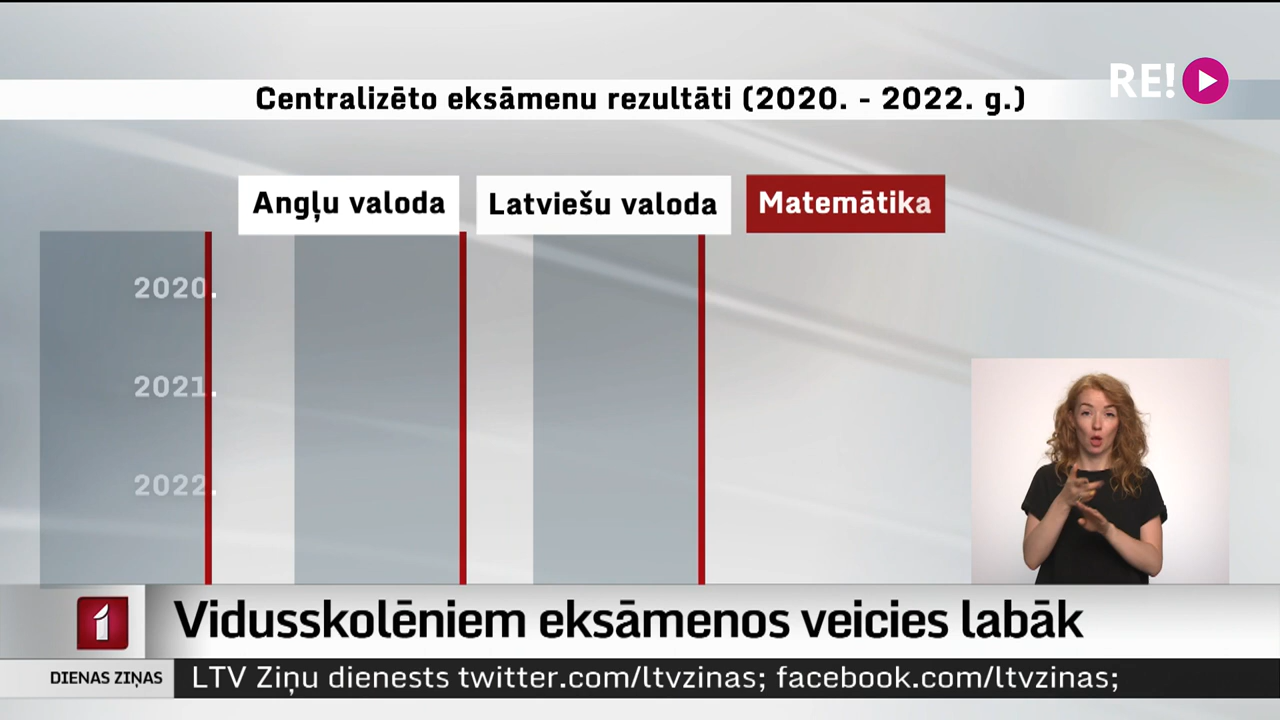 RE!
Centralizēto eksāmenu rezultāti (2020. - 2022. g.)
Angļu valoda
Latviešu valoda
Matemātika
2020.
2021.
2022.
1
Vidusskolēniem eksāmenos veicies labāk
DIENAS ZIŅAS
LTV Ziņu dienests twitter.com/ltvzinas; facebook.com/ltvzinas;